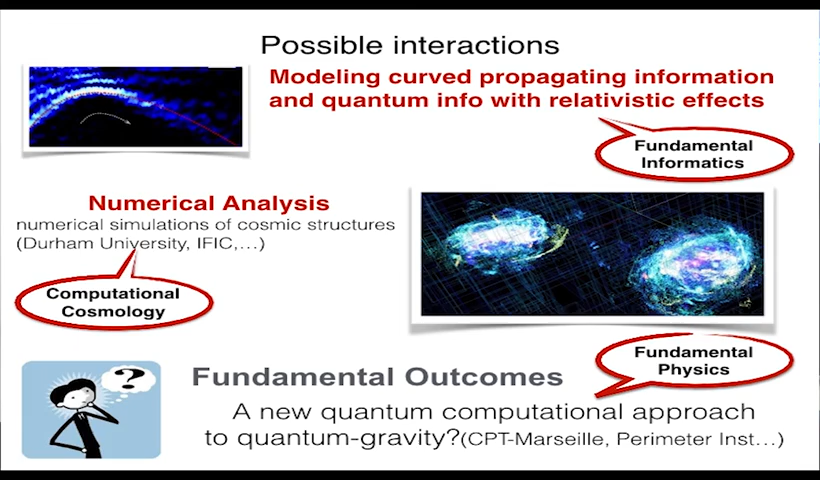 Possible interactions
Modeling curved propagating information
and quantum info with relativistic effects
Fundamental
Informatics
Numerical Analysis
numerical simulations of cosmic structures
(Durham University, IFIC,...)
Computational
Cosmology
Fundamental
Physics
?
Fundamental Outcomes
A new quantum computational approach
to quantum-gravity?(CPT-Marseille, Perimeter Inst...)